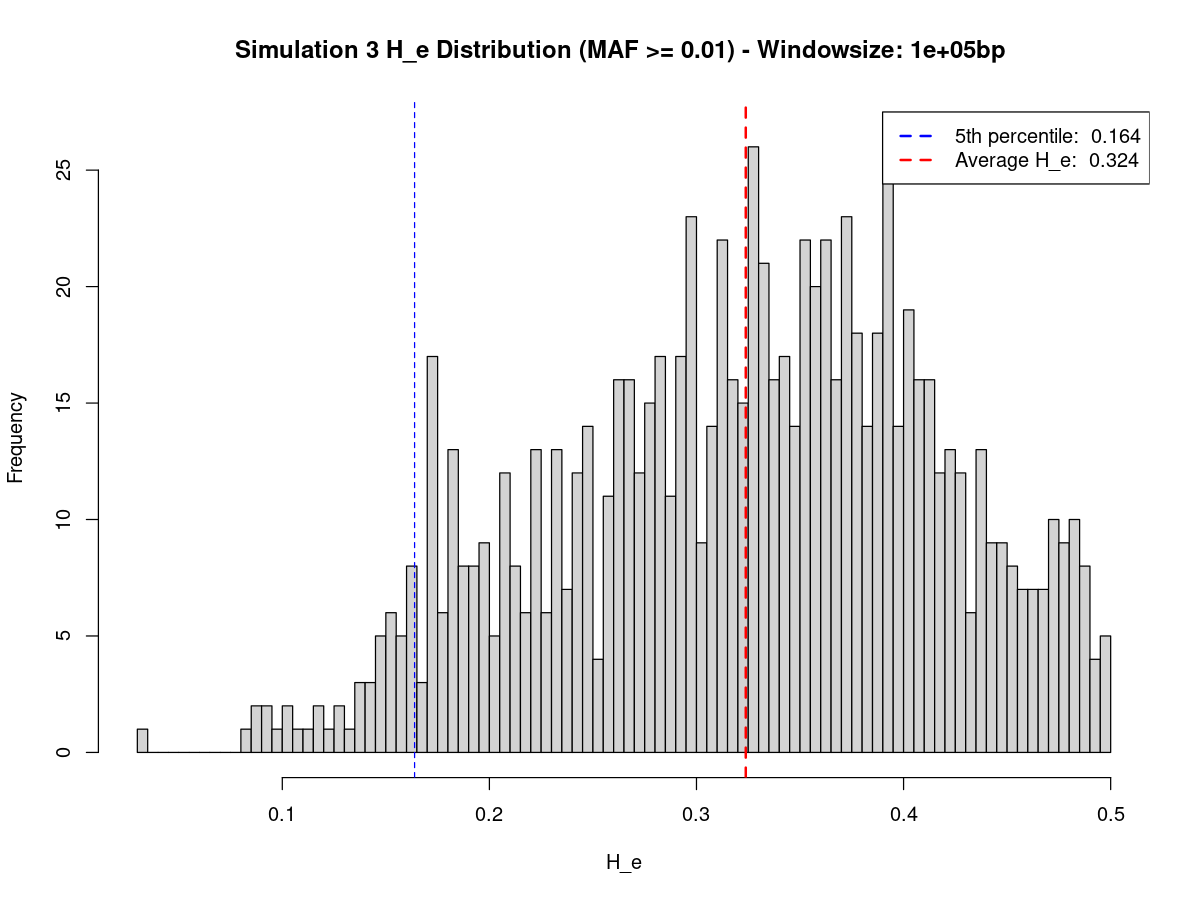 Simulation 3 H_e Distribution (MAF >= 0.01) - Windowsize: 1e+05bp
5th percentile: 0.164
Average H_e: 0.324
Frequency
25
20
15
10
5
0
0.1 0.2 0.3 0.4 0.5
H_e